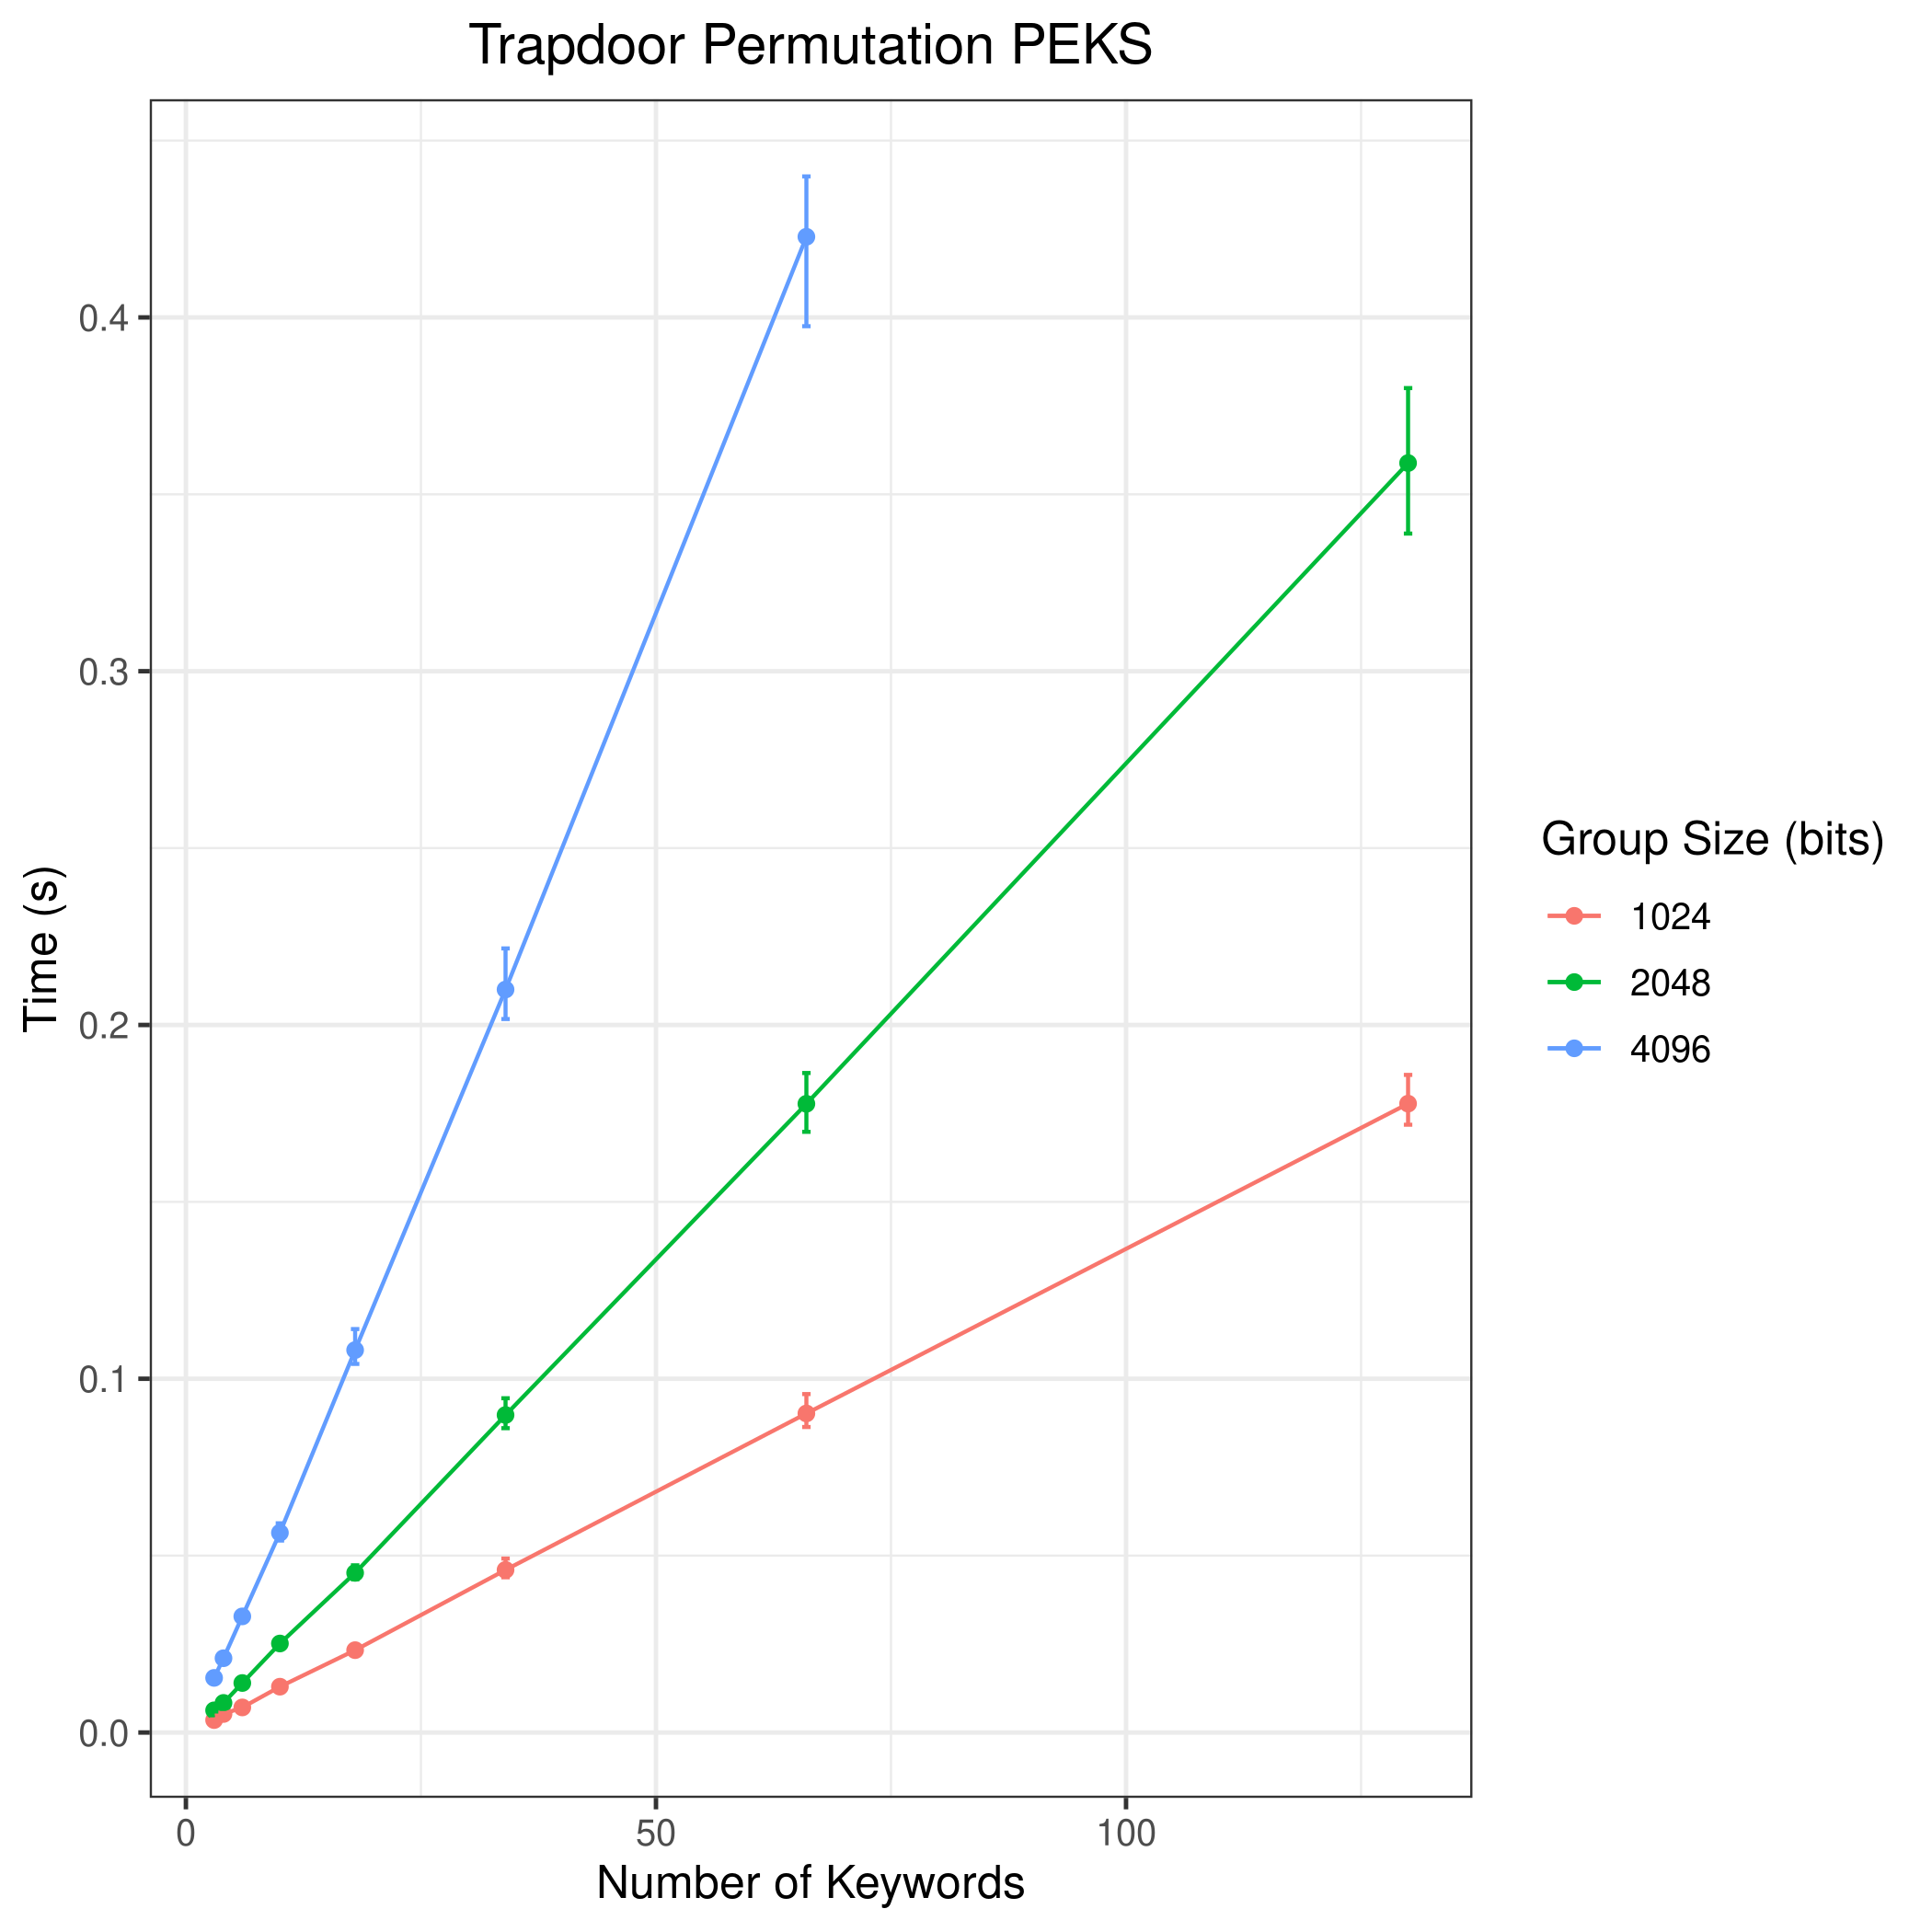 Trapdoor Permutation PEKS
Time (s)
0.4
0.3
0.2
0.1
0.0
0 50 100
Number of Keywords
Group Size (bits)
1024
2048
4096